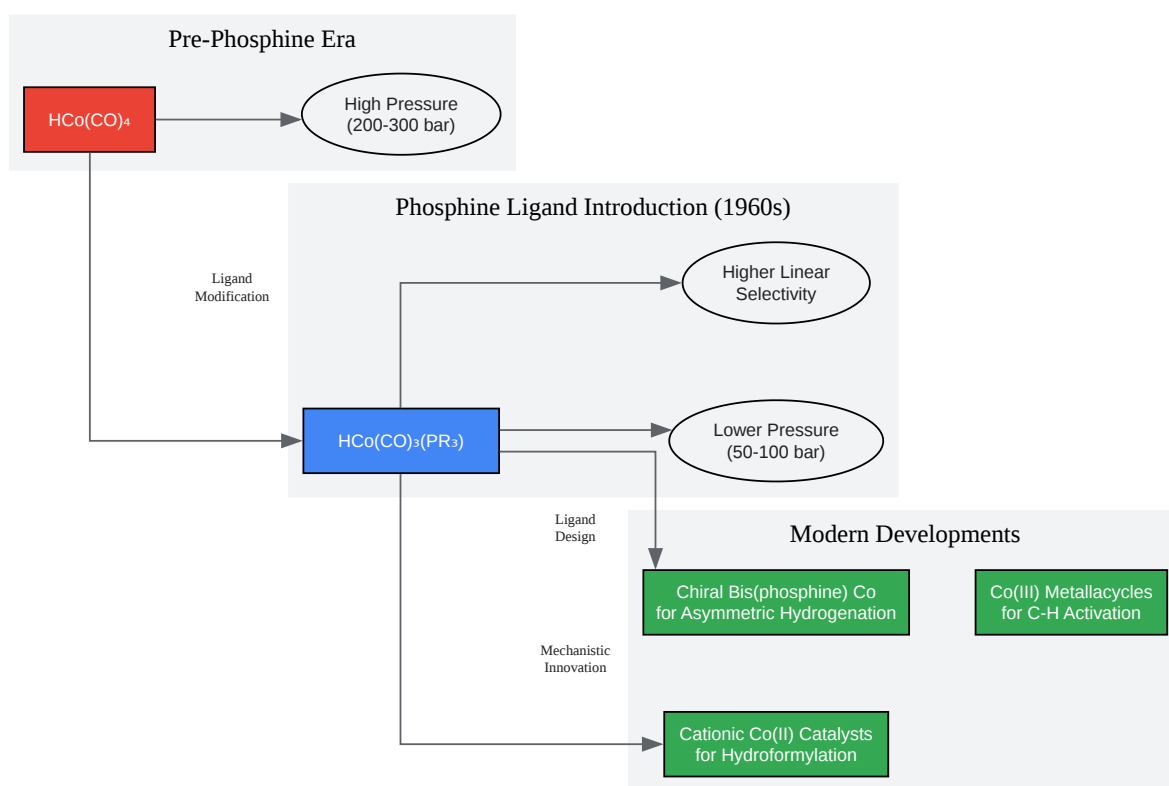 Pre-Phosphine Era
HCo(CO)₄
High Pressure
(200-300 bar)
Phosphine Ligand Introduction (1960s)
Ligand
Modification
Higher Linear
Selectivity
HCo(CO)₃(PR₃)
Lower Pressure
(50-100 bar)
Ligand
Design
Modern Developments
Chiral Bis(phosphine) Co
for Asymmetric Hydrogenation
Co(III) Metallacycles
for C-H Activation
Mechanistic
Innovation
Cationic Co(II) Catalysts
for Hydroformylation